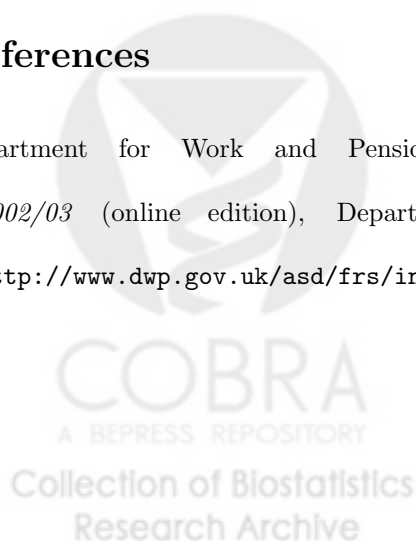 ferences
artment for Work and Pensio
002/03 (online edition), Depart
ttp://www.dwp.gov.uk/asd/frs/in
COBRA
A BEPRESS REPOSITORY
Collection of Biostatistics
Research Archive